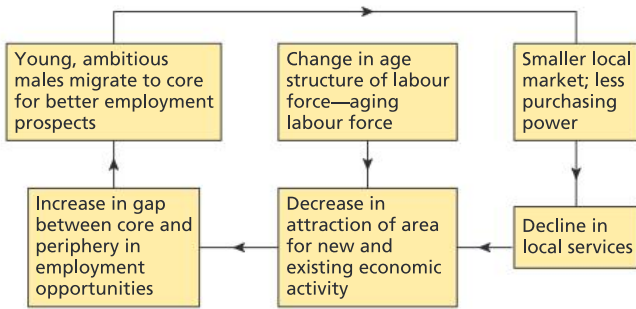 Young, ambitious
males migrate to core
for better employment
prospects
Change in age
structure of labour
force—aging
labour force
Smaller local
market; less
purchasing
power
Increase in gap
between core and
periphery in
employment
opportunities
Decrease in
attraction of area
for new and
existing economic
activity
Decline in
local services